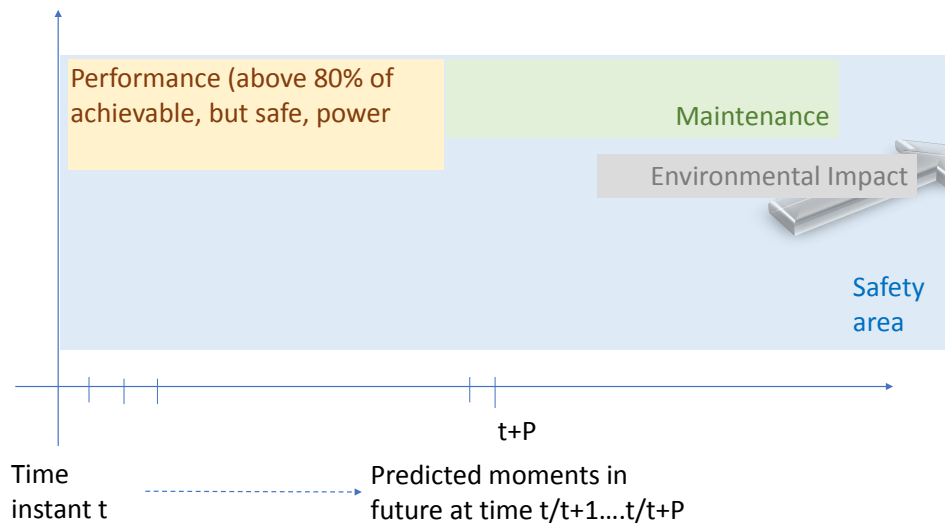 Performance (above 80% of
achievable, but safe, power
Maintenance
Environmental Impact
Safety
area
t+P
Time
instant t
Predicted moments in
future at time t/t+1....t/t+P